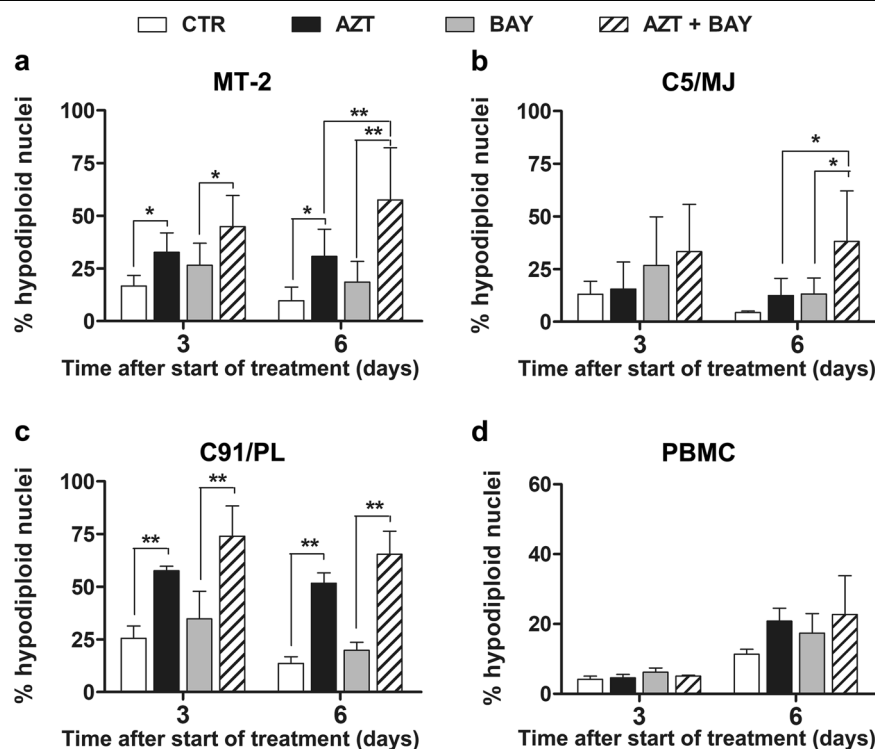 CTR AZT BAY AZT + BAY
a
MT-2
% hypodiploid nuclei
100
75
50
25
0
* * * ** **
3 6
Time after start of treatment (days)
b
C5/MJ
% hypodiploid nuclei
100
75
50
25
0
* *
3 6
Time after start of treatment (days)
c
C91/PL
% hypodiploid nuclei
100
75
50
25
0
** ** ** **
3 6
Time after start of treatment (days)
d
PBMC
% hypodiploid nuclei
60
40
20
0
3 6
Time after start of treatment (days)